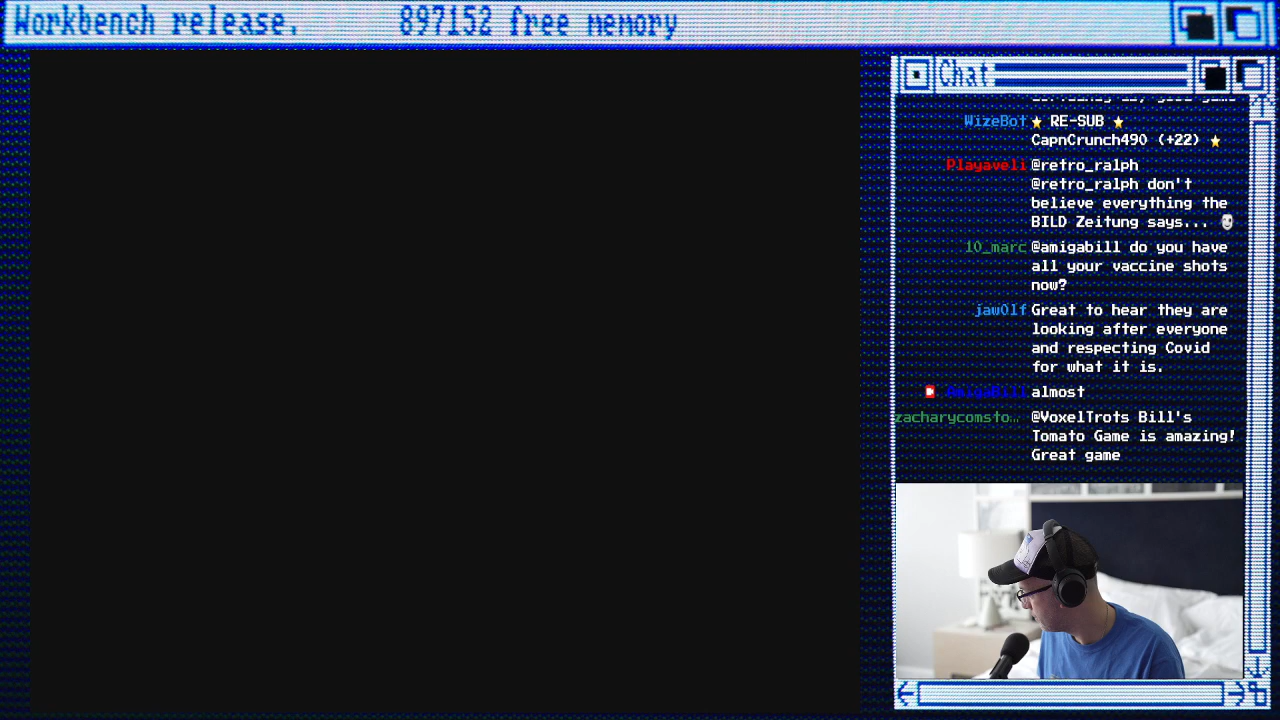 Workbench release.
897152 free memory
Chat
WizeBot ⭐ RE-SUB ⭐
CapnCrunch490 (+22) ⭐
Playaveli @retro_ralph
@retro_ralph don't
believe everything the
BILD Zeitung says...
10_marc @amigabill do you have
all your vaccine shots
now?
jaw0lf Great to hear they are
looking after everyone
and respecting Covid
for what it is.
AmigaBill almost
zacharycomsto… @VoxelTrots Bill's
Tomato Game is amazing!
Great game